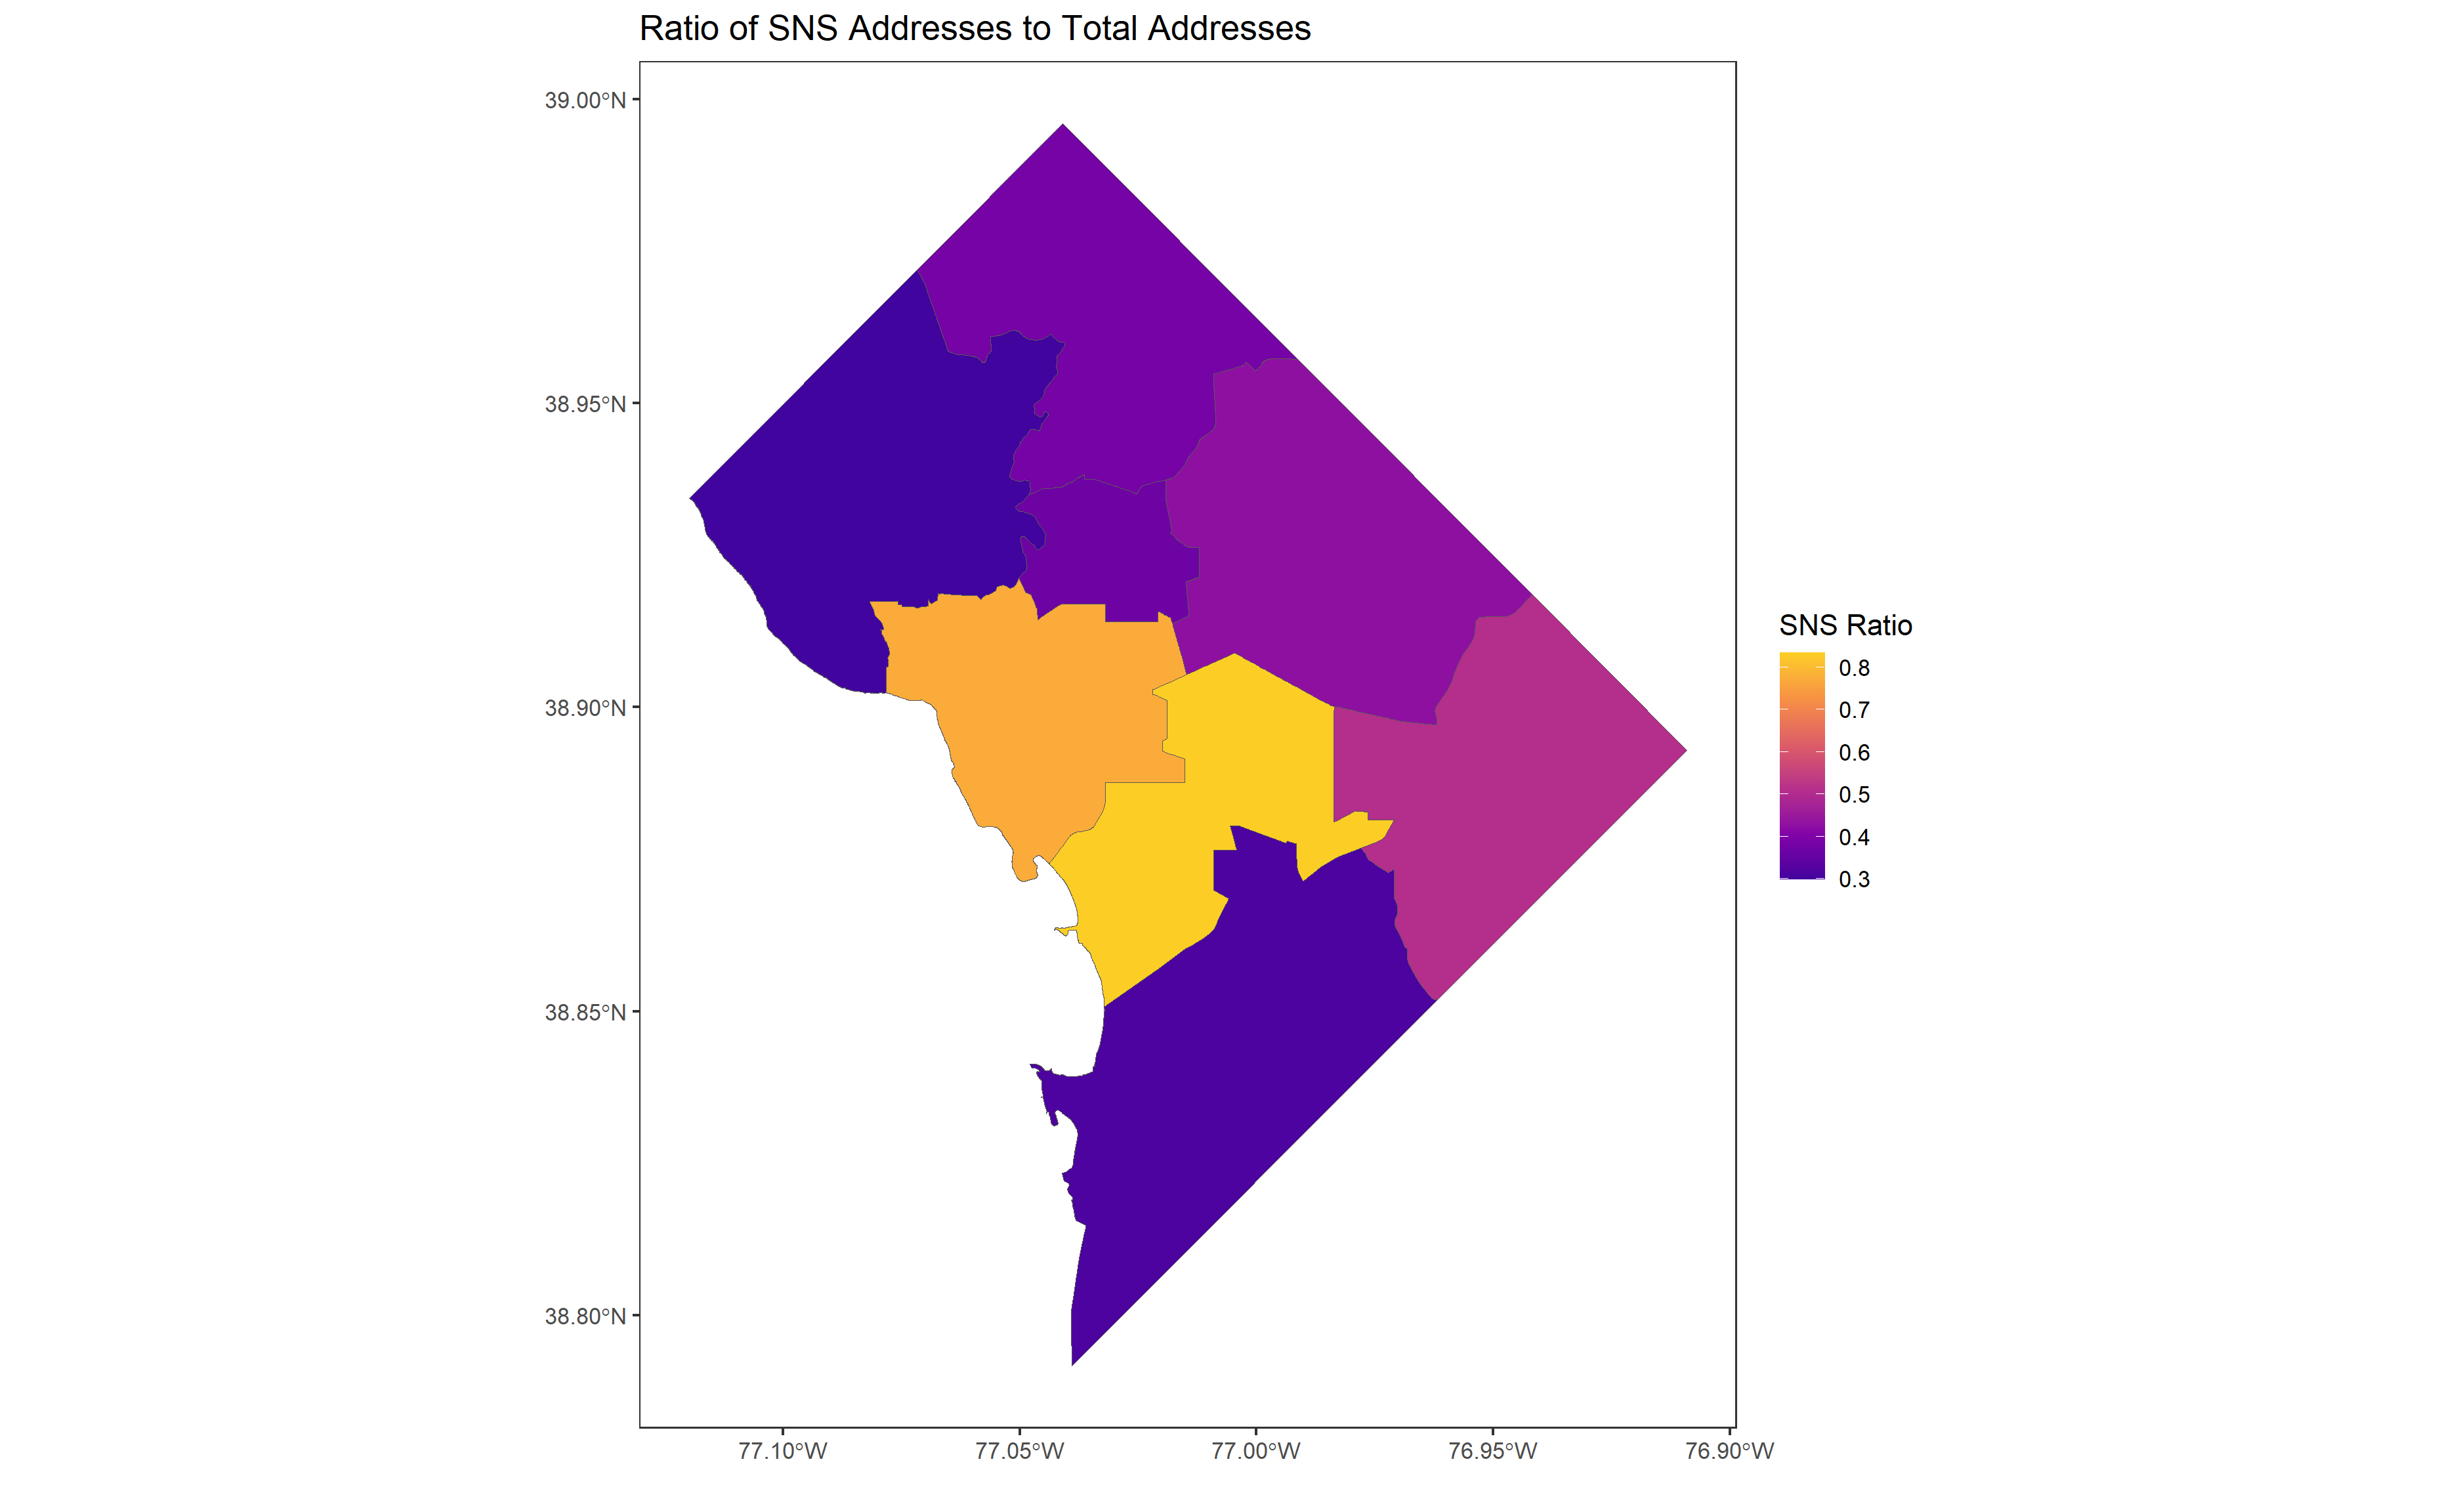 Ratio of SNS Addresses to Total Addresses
39.00°N
38.95°N
38.90°N
38.85°N
38.80°N
77.10°W
77.05°W
77.00°W
76.95°W
76.90°W
SNS Ratio
0.8
0.7
0.6
0.5
0.4
0.3